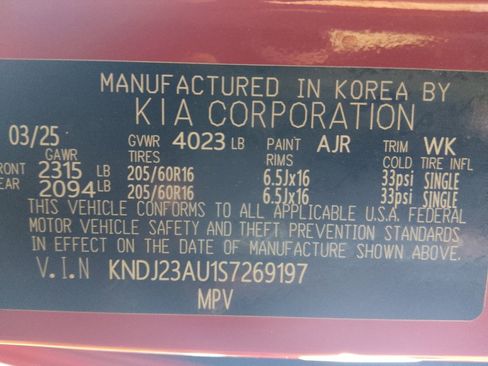 MANUFACTURED IN KOREA BY
KIA CORPORATION
03/25 GVWR 4023 LB PAINT AJR TRIM WK
GAWR TIRES RIMS COLD TIRE INFL
FRONT 2315 LB 205/60R16 6.5Jx16 33psi SINGLE
REAR 2094 LB 205/60R16 6.5Jx16 33psi SINGLE
THIS VEHICLE CONFORMS TO ALL APPLICABLE U.S.A. FEDERAL
MOTOR VEHICLE SAFETY AND THEFT PREVENTION STANDARDS
IN EFFECT ON THE DATE OF MANUFACTURE SHOWN ABOVE.
V.I.N KNDJ23AU1S7269197
MPV